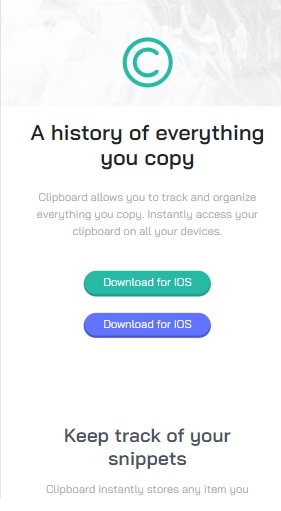 ©
A history of everything
you copy
Clipboard allows you to track and organize
everything you copy. Instantly access your
clipboard on all your devices.
Download for IOS
Download for IOS
Keep track of your
snippets
Clipboard instantly stores any item you